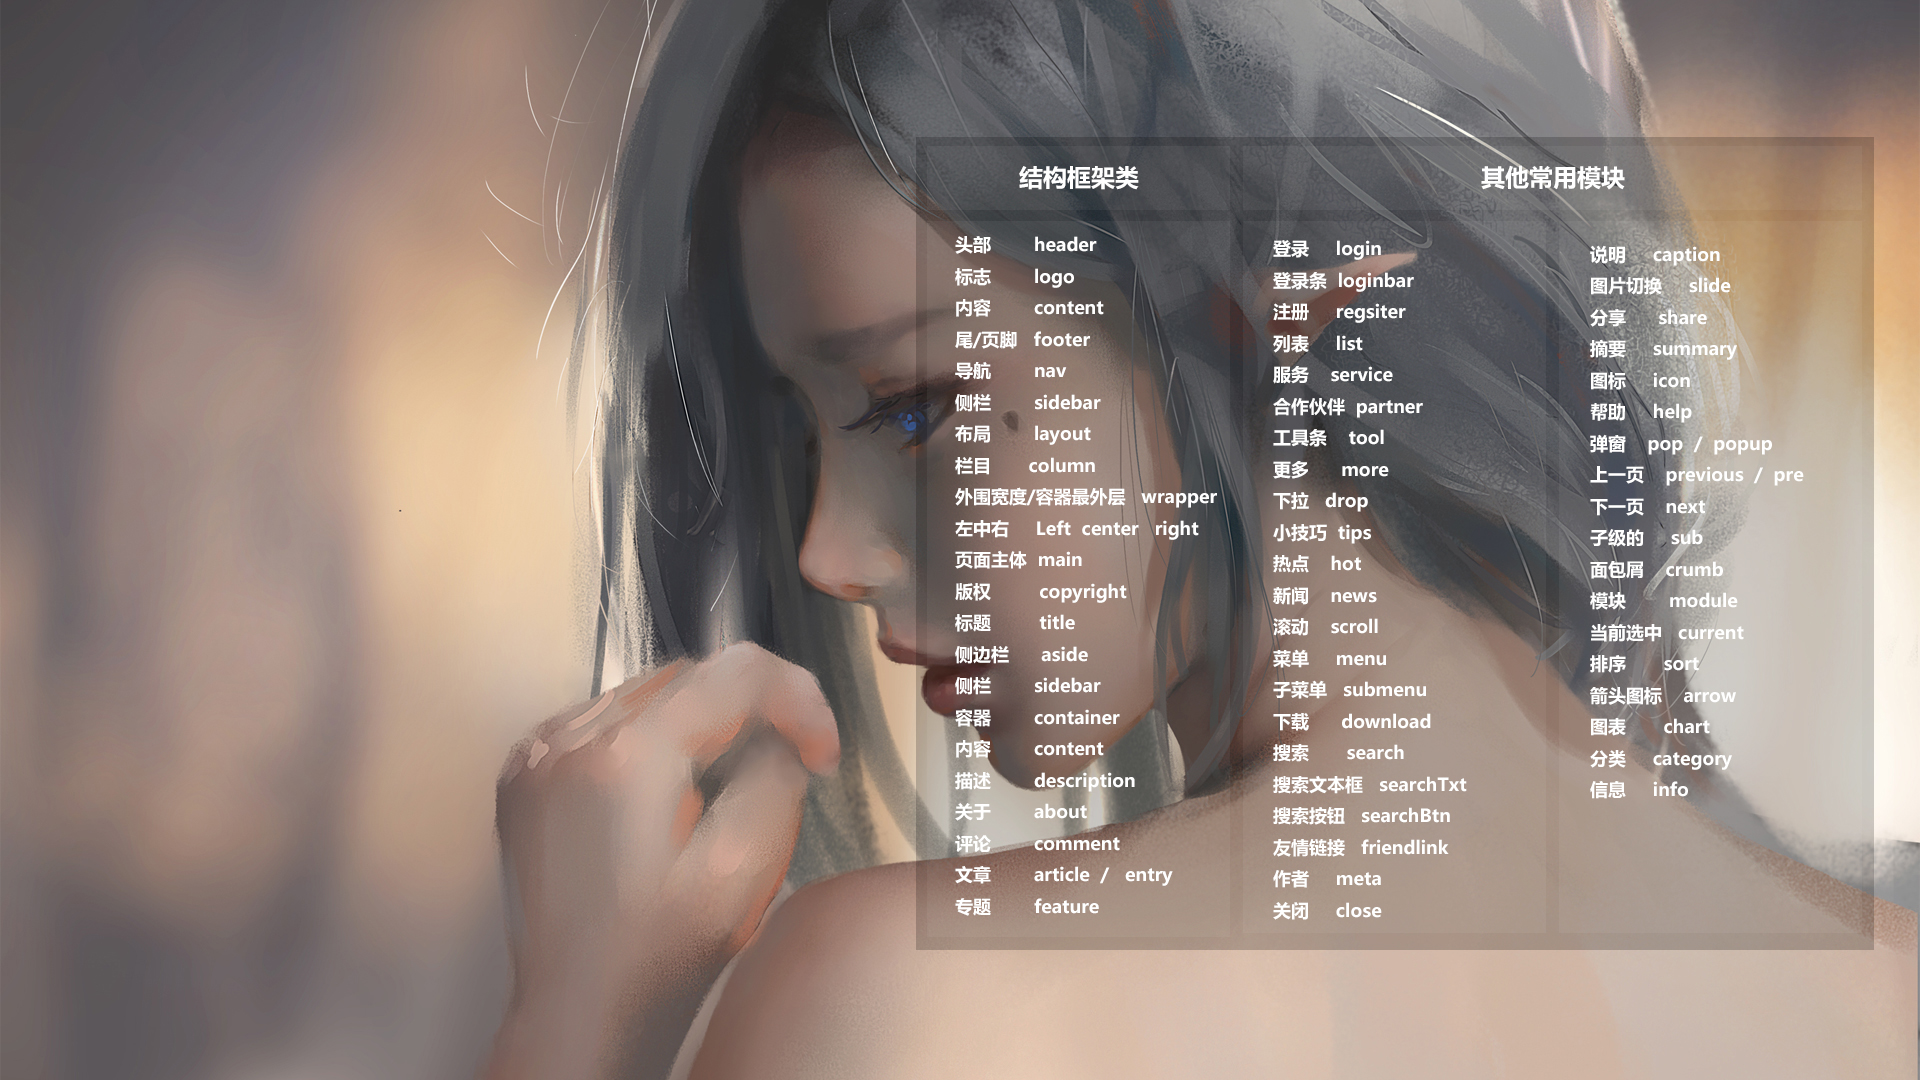 结构框架类
头部 header
标志 logo
内容 content
尾/页脚 footer
导航 nav
侧栏 sidebar
布局 layout
栏目 column
外围宽度/容器最外层 wrapper
左中右 Left center right
页面主体 main
版权 copyright
标题 title
侧边栏 aside
侧栏 sidebar
容器 container
内容 content
描述 description
关于 about
评论 comment
文章 article / entry
专题 feature
其他常用模块
登录 login
登录条 loginbar
注册 regsiter
列表 list
服务 service
合作伙伴 partner
工具条 tool
更多 more
下拉 drop
小技巧 tips
热点 hot
新闻 news
滚动 scroll
菜单 menu
子菜单 submenu
下载 download
搜索 search
搜索文本框 searchTxt
搜索按钮 searchBtn
友情链接 friendlink
作者 meta
关闭 close
说明 caption
图片切换 slide
分享 share
摘要 summary
图标 icon
帮助 help
弹窗 pop / popup
上一页 previous / pre
下一页 next
子级的 sub
面包屑 crumb
模块 module
当前选中 current
排序 sort
箭头图标 arrow
图表 chart
分类 category
信息 info